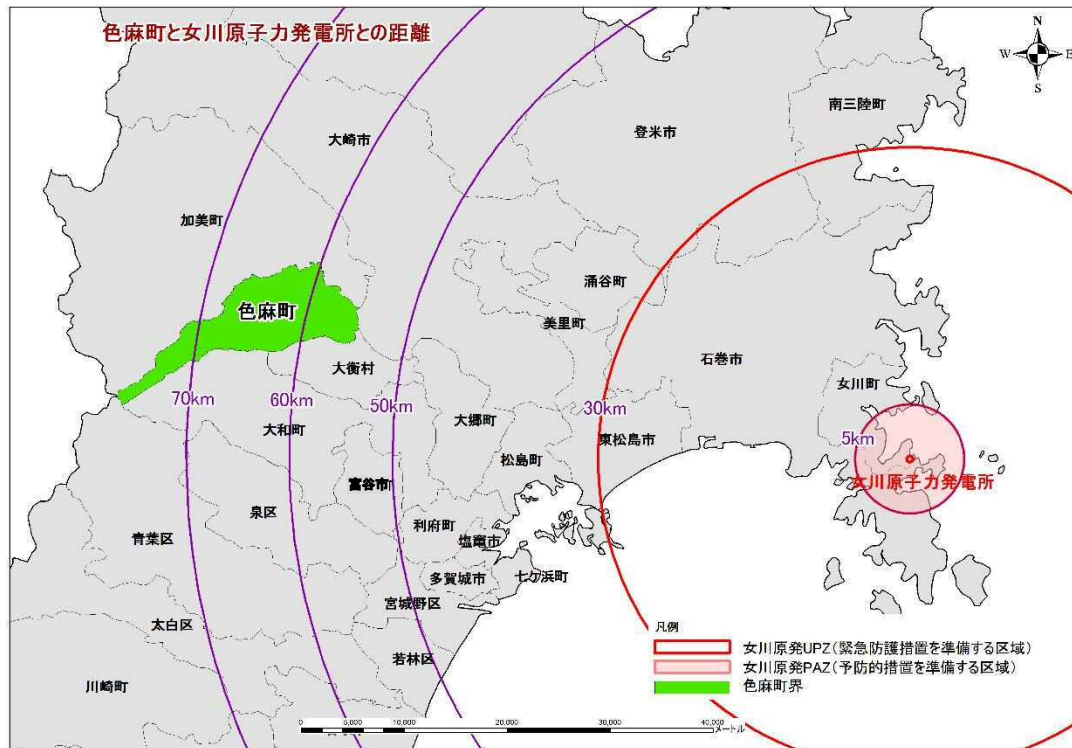 色麻町と女川原子力発電所との距離
N
W E
S
南三陸町
登米市
大崎市
加美町
涌谷町
色麻町
美里町
石巻市
大衡村
女川町
70km
60km
50km
30km
大郷町
大和町
東松島市
5km
松島町
女川原子力発電所
富谷市
泉区
利府町
青葉区
塩竈市
多賀城市
七ケ浜町
宮城野区
太白区
若林区
川崎町
凡例
女川原発UPZ(緊急防護措置を準備する区域)
女川原発PAZ(予防的措置を準備する区域)
色麻町界
0 5,000 10,000 20,000 30,000 40,000
メートル